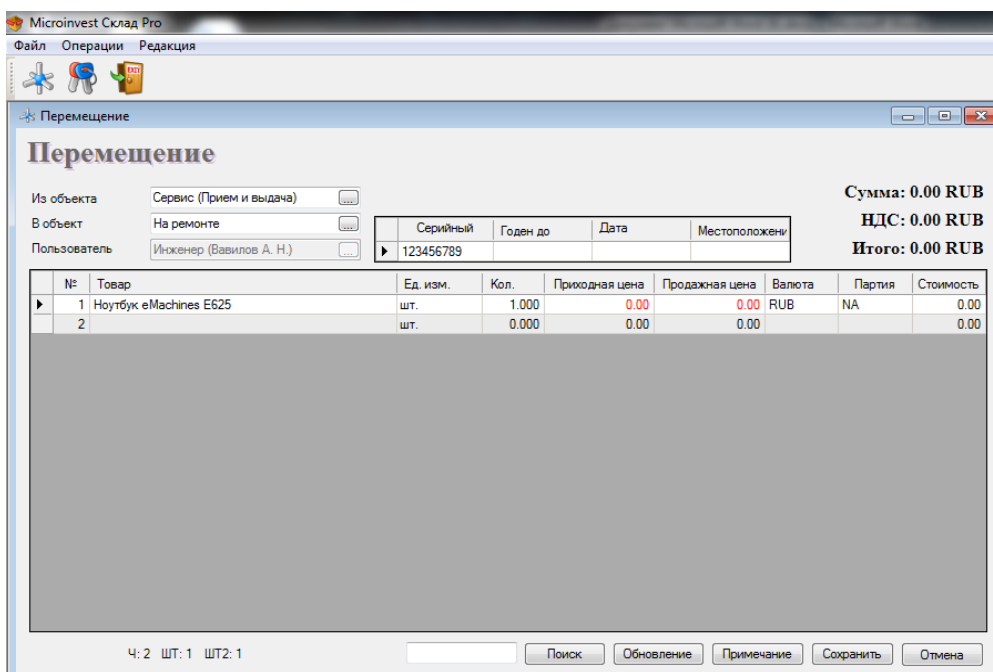 Microinvest Склад Pro
Файл Операции Редакция
EXIT
Перемещение
Перемещение
Из объекта Сервис (Прием и выдача) ... Сумма: 0.00 RUB
В объект На ремонте ... НДС: 0.00 RUB
Пользователь Инженер (Вавилов А. Н.) ... Итого: 0.00 RUB
Серийный Годен до Дата Местоположени
123456789
№ Товар Ед. изм. Кол. Приходная цена Продажная цена Валюта Партия Стоимость
1 Ноутбук eMachines E625 шт. 1.000 0.00 0.00 RUB NA 0.00
2 шт. 0.000 0.00 0.00 0.00
Ч: 2 ШТ: 1 ШТ2: 1 Поиск Обновление Примечание Сохранить Отмена